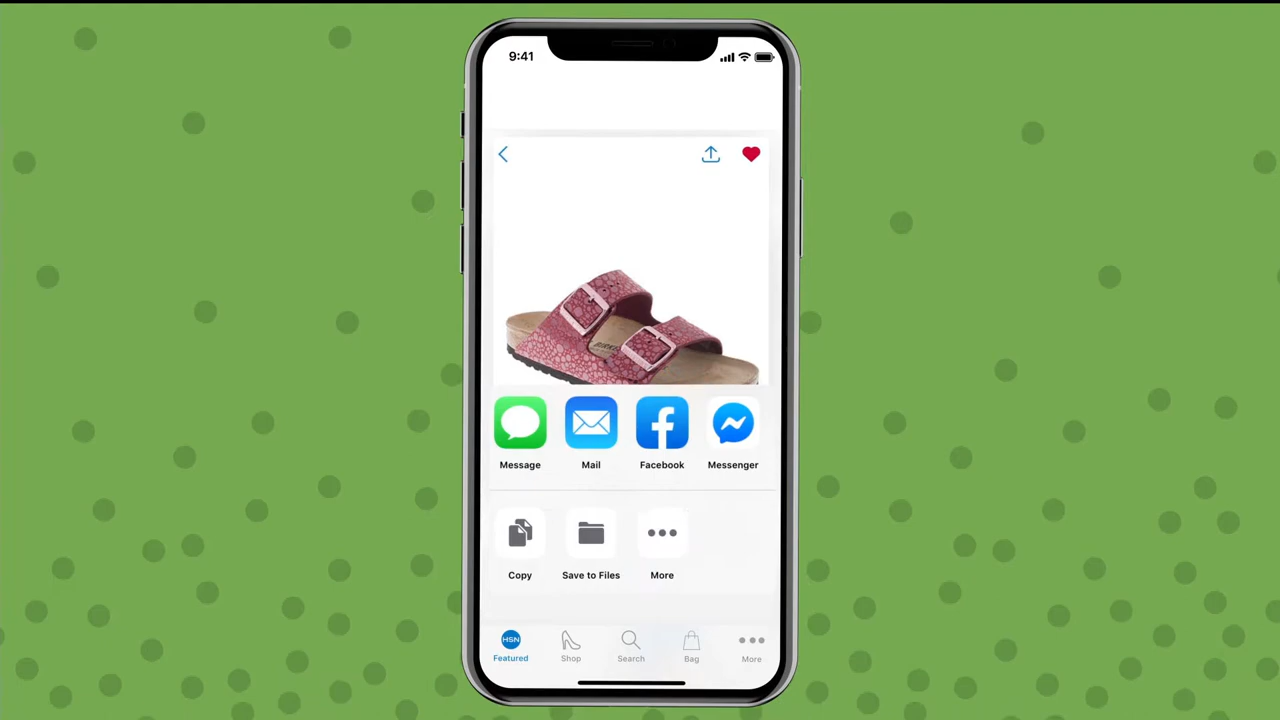 9:41
Message Mail Facebook Messenger
Copy Save to Files More
HSN
Featured Shop Search Bag More